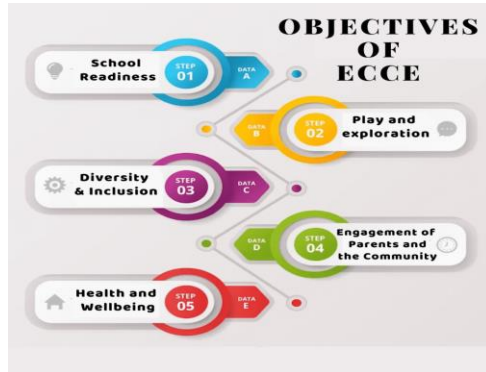 OBJECTIVES
OF
ECCE
School
Readiness
STEP
01
DATA
A
Play and
exploration
STEP
02
DATA
B
Diversity
& Inclusion
STEP
03
DATA
C
Engagement of
Parents and
the Community
STEP
04
DATA
D
Health and
Wellbeing
STEP
05
DATA
E